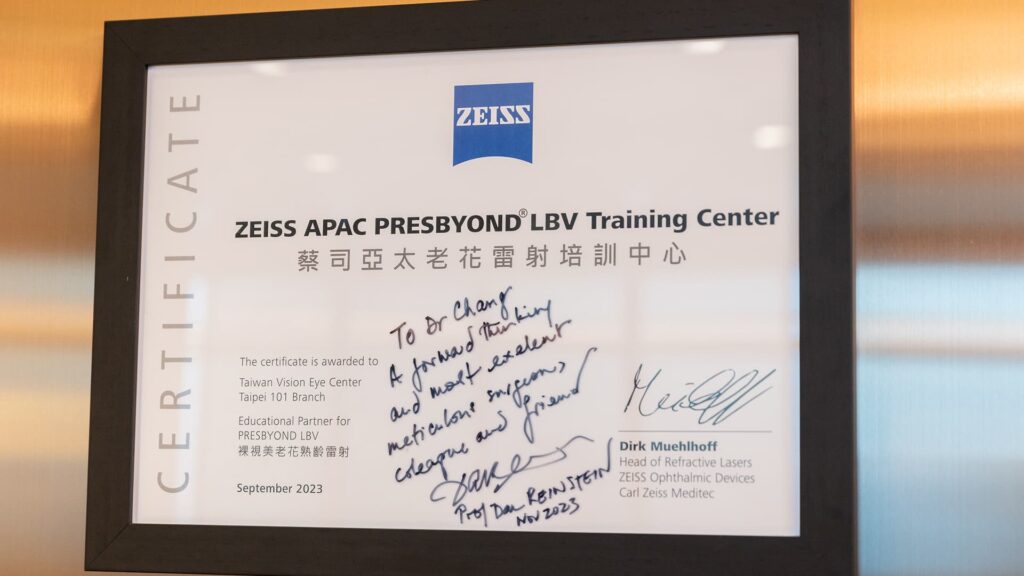 CERTIFICATE
ZEISS
ZEISS APAC PRESBYOND® LBV Training Center
蔡司亞太老花雷射培訓中心
To Dr Chang
A forward thinking
and most exelent
meticulous surgeon,
coleague and friend
Prof Dan REINSTEIN
NOV 2023
The certificate is awarded to
Taiwan Vision Eye Center
Taipei 101 Branch
Educational Partner for
PRESBYOND LBV
裸視美老花熟齡雷射
September 2023
Dirk Muehlhoff
Head of Refractive Lasers
ZEISS Ophthalmic Devices
Carl Zeiss Meditec